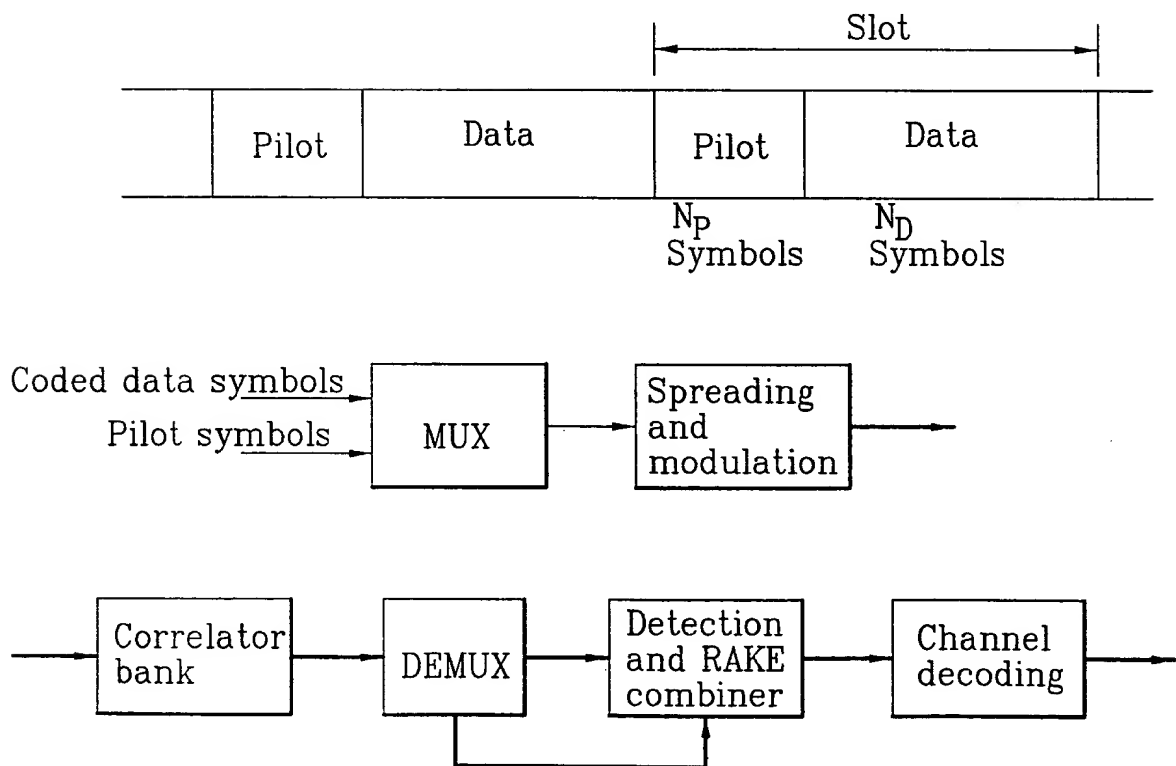 Slot
Pilot
Data
Pilot
Data
N_P
Symbols
N_D
Symbols
Coded data symbols
Pilot symbols
MUX
Spreading
and
modulation
Correlator
bank
DEMUX
Detection
and RAKE
combiner
Channel
decoding